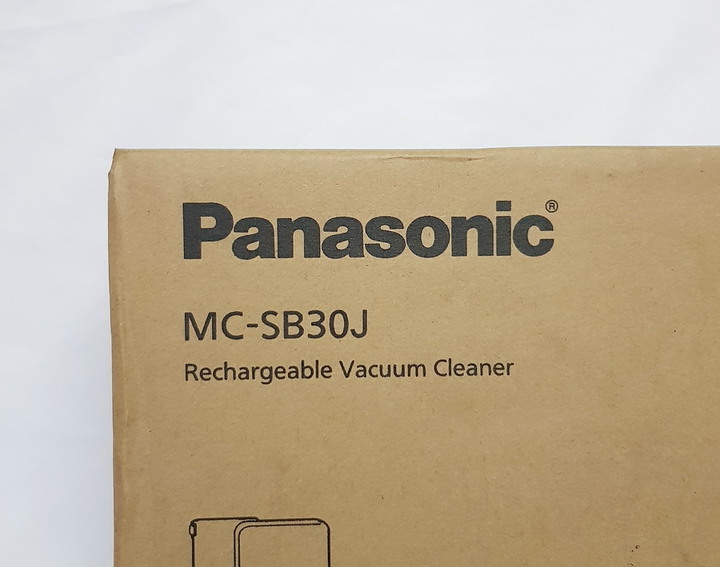 Panasonic®
MC-SB30J
Rechargeable Vacuum Cleaner